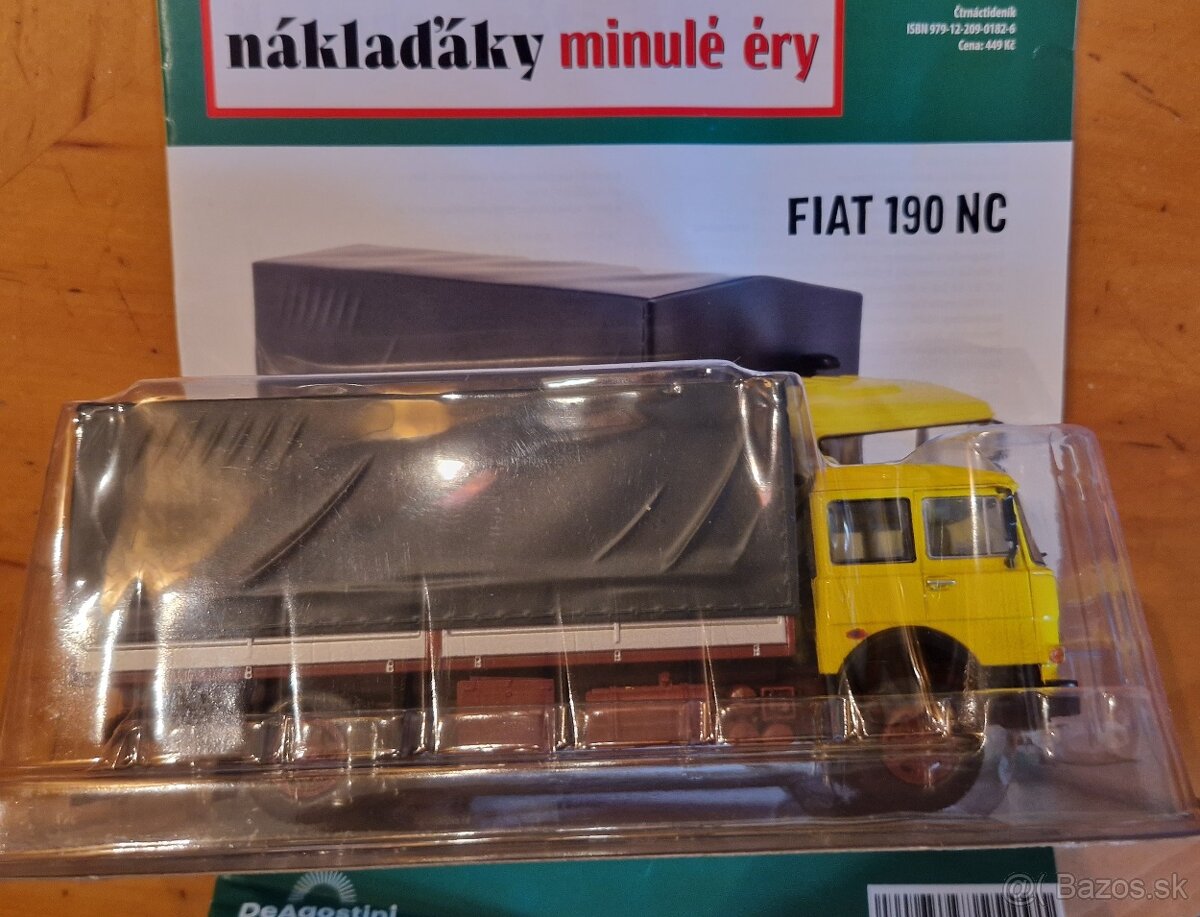 nákladáky minulé éry
Čtrnáctideník
ISBN 979-12-209-0182-6
Cena: 449 Kč
FIAT 190 NC
DeAgostini
@( Bazos.sk